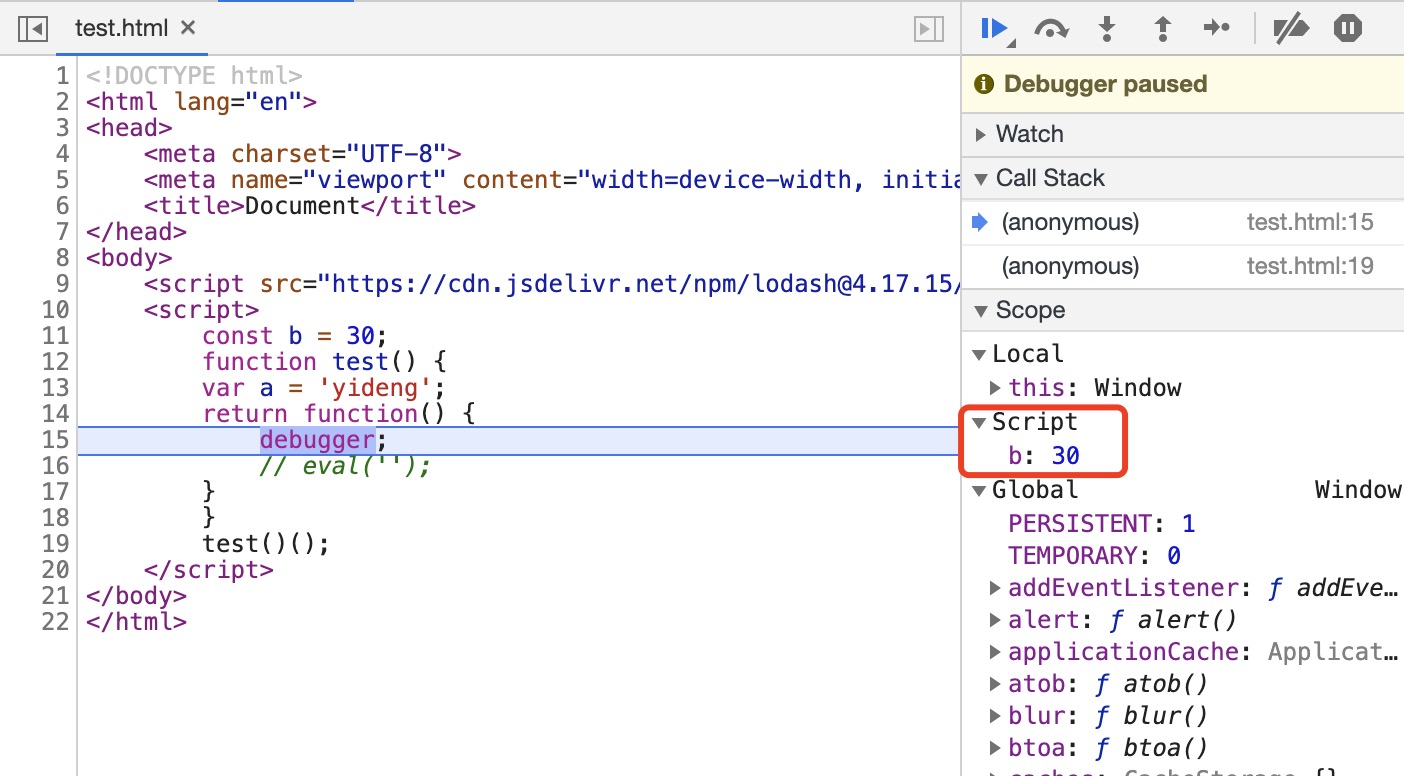 test.html ×
1 <!DOCTYPE html>
2 <html lang="en">
3 <head>
4     <meta charset="UTF-8">
5     <meta name="viewport" content="width=device-width, initia
6     <title>Document</title>
7 </head>
8 <body>
9     <script src="https://cdn.jsdelivr.net/npm/lodash@4.17.15/
10     <script>
11         const b = 30;
12         function test() {
13         var a = 'yideng';
14         return function() {
15             debugger;
16             // eval('');
17         }
18         }
19         test()();
20     </script>
21 </body>
22 </html>
Debugger paused
Watch
Call Stack
(anonymous) test.html:15
(anonymous) test.html:19
Scope
Local
this: Window
Script
b: 30
Global Window
PERSISTENT: 1
TEMPORARY: 0
addEventListener: ƒ addEve…
alert: ƒ alert()
applicationCache: Applicat…
atob: ƒ atob()
blur: ƒ blur()
btoa: ƒ btoa()
caches: CacheStorage {}